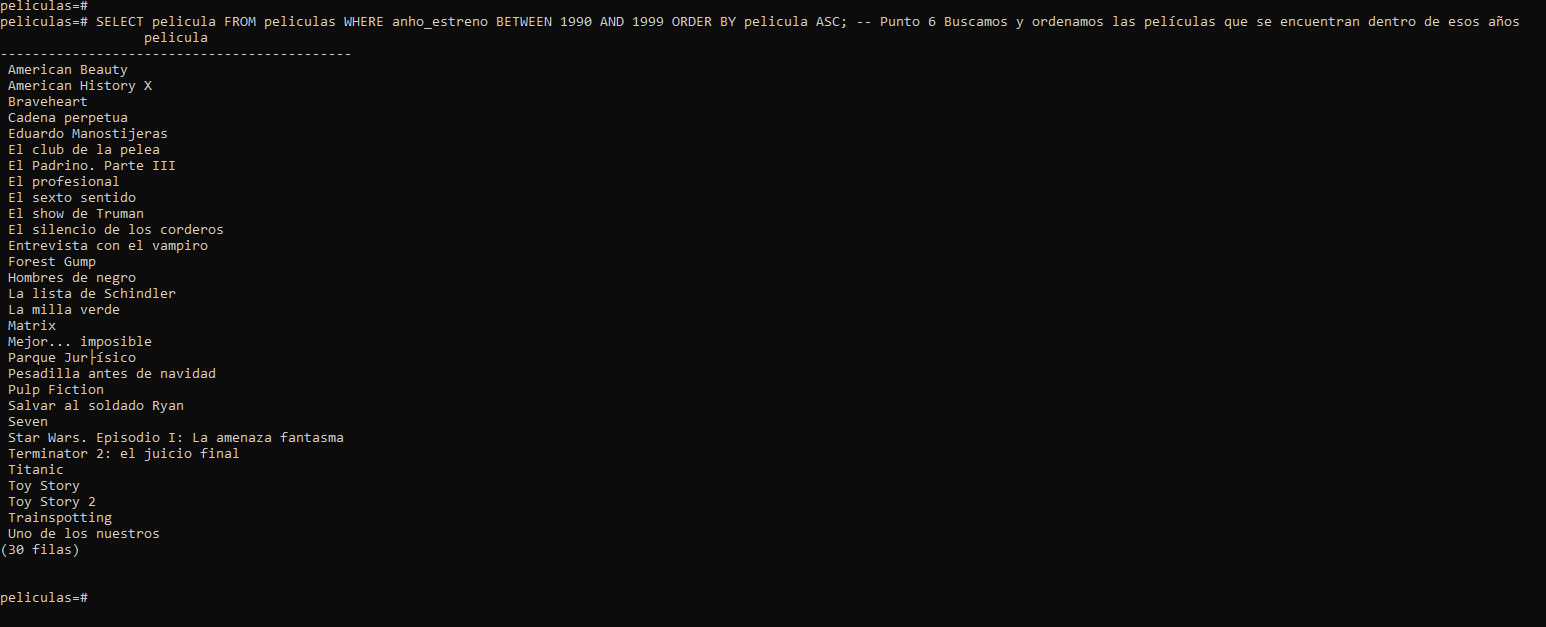 peliculas=#
peliculas=# SELECT pelicula FROM peliculas WHERE anho_estreno BETWEEN 1990 AND 1999 ORDER BY pelicula ASC; -- Punto 6 Buscamos y ordenamos las películas que se encuentran dentro de esos años
pelicula
--------------------------------------------
American Beauty
American History X
Braveheart
Cadena perpetua
Eduardo Manostijeras
El club de la pelea
El Padrino. Parte III
El profesional
El sexto sentido
El show de Truman
El silencio de los corderos
Entrevista con el vampiro
Forest Gump
Hombres de negro
La lista de Schindler
La milla verde
Matrix
Mejor... imposible
Parque Jur├ísico
Pesadilla antes de navidad
Pulp Fiction
Salvar al soldado Ryan
Seven
Star Wars. Episodio I: La amenaza fantasma
Terminator 2: el juicio final
Titanic
Toy Story
Toy Story 2
Trainspotting
Uno de los nuestros
(30 filas)
peliculas=#